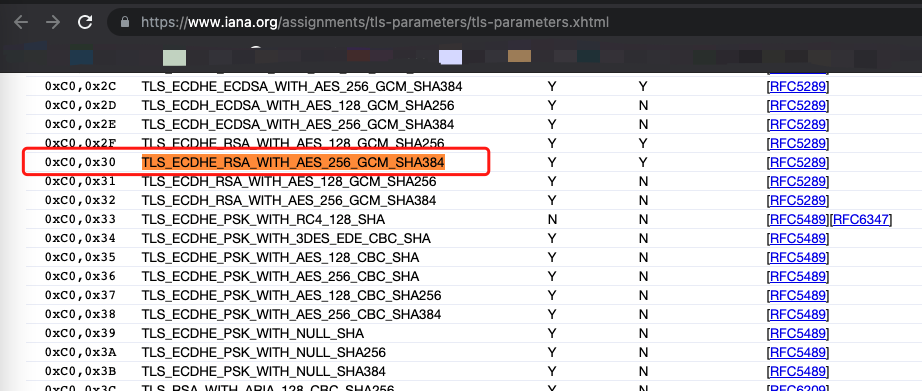 https://www.iana.org/assignments/tls-parameters/tls-parameters.xhtml
0xC0,0x2C TLS_ECDHE_ECDSA_WITH_AES_256_GCM_SHA384 Y Y [RFC5289]
0xC0,0x2D TLS_ECDH_ECDSA_WITH_AES_128_GCM_SHA256 Y N [RFC5289]
0xC0,0x2E TLS_ECDH_ECDSA_WITH_AES_256_GCM_SHA384 Y N [RFC5289]
0xC0,0x2F TLS_ECDHE_RSA_WITH_AES_128_GCM_SHA256 Y Y [RFC5289]
0xC0,0x30 TLS_ECDHE_RSA_WITH_AES_256_GCM_SHA384 Y Y [RFC5289]
0xC0,0x31 TLS_ECDH_RSA_WITH_AES_128_GCM_SHA256 Y N [RFC5289]
0xC0,0x32 TLS_ECDH_RSA_WITH_AES_256_GCM_SHA384 Y N [RFC5289]
0xC0,0x33 TLS_ECDHE_PSK_WITH_RC4_128_SHA N N [RFC5489][RFC6347]
0xC0,0x34 TLS_ECDHE_PSK_WITH_3DES_EDE_CBC_SHA Y N [RFC5489]
0xC0,0x35 TLS_ECDHE_PSK_WITH_AES_128_CBC_SHA Y N [RFC5489]
0xC0,0x36 TLS_ECDHE_PSK_WITH_AES_256_CBC_SHA Y N [RFC5489]
0xC0,0x37 TLS_ECDHE_PSK_WITH_AES_128_CBC_SHA256 Y N [RFC5489]
0xC0,0x38 TLS_ECDHE_PSK_WITH_AES_256_CBC_SHA384 Y N [RFC5489]
0xC0,0x39 TLS_ECDHE_PSK_WITH_NULL_SHA Y N [RFC5489]
0xC0,0x3A TLS_ECDHE_PSK_WITH_NULL_SHA256 Y N [RFC5489]
0xC0,0x3B TLS_ECDHE_PSK_WITH_NULL_SHA384 Y N [RFC5489]
0xC0,0x3C TLS_RSA_WITH_ARIA_128_CBC_SHA256 Y N [RFC6209]